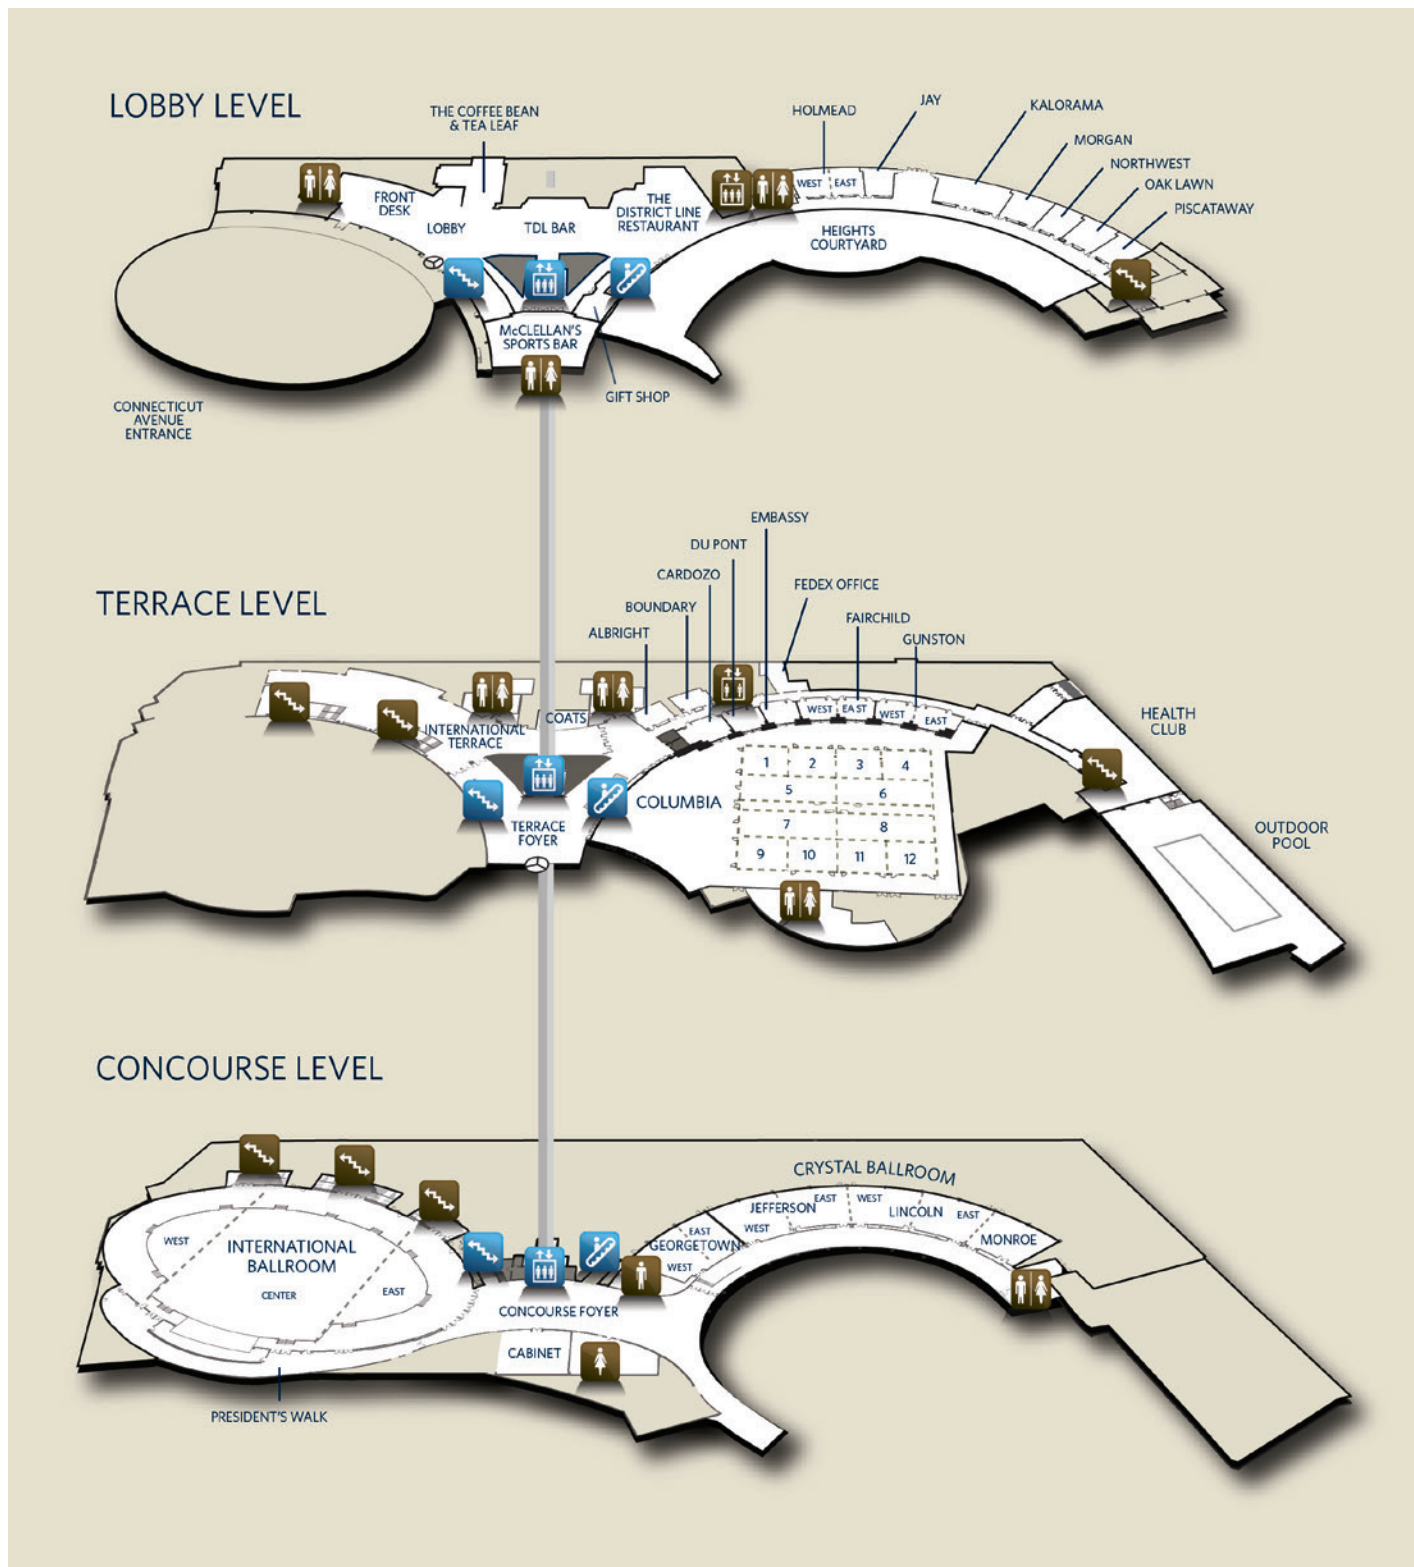 LOBBY LEVEL
THE COFFEE BEAN
& TEA LEAF
HOLMEAD
JAY
KALORAMA
MORGAN
NORTHWEST
OAK LAWN
PISCATAWAY
WEST
EAST
FRONT
DESK
LOBBY
TDL BAR
THE
DISTRICT LINE
RESTAURANT
HEIGHTS
COURTYARD
McCLELLAN'S
SPORTS BAR
GIFT SHOP
CONNECTICUT
AVENUE
ENTRANCE
TERRACE LEVEL
EMBASSY
DU PONT
CARDOZO
BOUNDARY
ALBRIGHT
FEDEX OFFICE
FAIRCHILD
GUNSTON
WEST
EAST
WEST
EAST
COATS
INTERNATIONAL
TERRACE
HEALTH
CLUB
1
2
3
4
5
6
7
8
9
10
11
12
COLUMBIA
TERRACE
FOYER
OUTDOOR
POOL
CONCOURSE LEVEL
CRYSTAL BALLROOM
WEST
JEFFERSON
EAST
WEST
LINCOLN
EAST
MONROE
EAST
GEORGETOWN
WEST
WEST
INTERNATIONAL
BALLROOM
CENTER
EAST
CONCOURSE FOYER
CABINET
PRESIDENT'S WALK